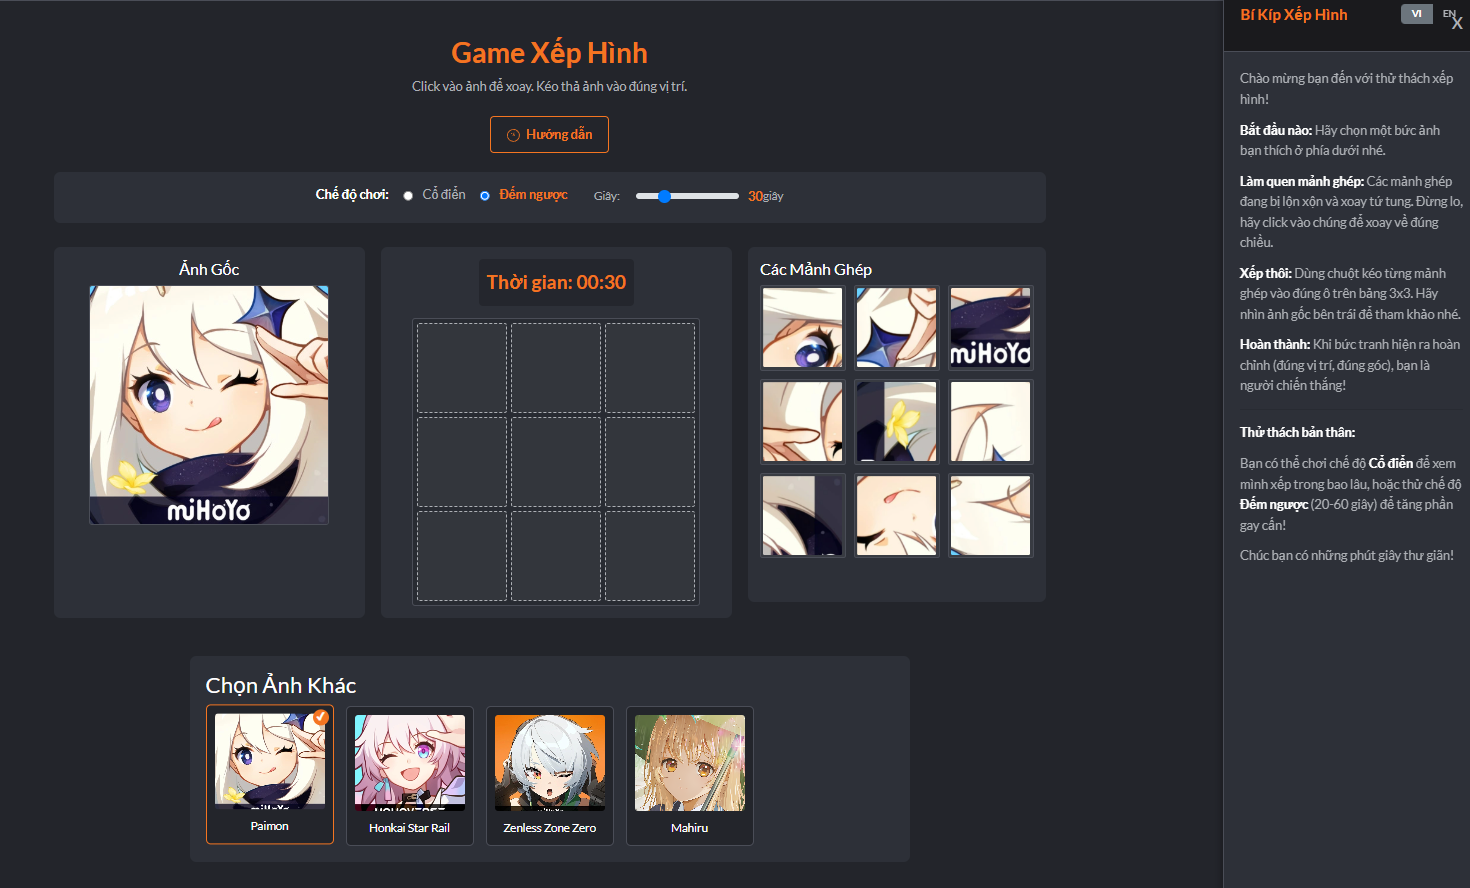 Game Xếp Hình
Click vào ảnh để xoay. Kéo thả ảnh vào đúng vị trí.
Hướng dẫn
Chế độ chơi: Cổ điển Đếm ngược Giây: 30giây
Ảnh Gốc
miHoYo
Thời gian: 00:30
Các Mảnh Ghép
miHoYo
Chọn Ảnh Khác
Paimon
Honkai Star Rail
Zenless Zone Zero
Mahiru
Bí Kíp Xếp Hình
VI
EN
X
Chào mừng bạn đến với thử thách xếp
hình!
Bắt đầu nào: Hãy chọn một bức ảnh
bạn thích ở phía dưới nhé.
Làm quen mảnh ghép: Các mảnh ghép
đang bị lộn xộn và xoay tứ tung. Đừng lo,
hãy click vào chúng để xoay về đúng
chiều.
Xếp thôi: Dùng chuột kéo từng mảnh
ghép vào đúng ô trên bảng 3x3. Hãy
nhìn ảnh gốc bên trái để tham khảo nhé.
Hoàn thành: Khi bức tranh hiện ra hoàn
chỉnh (đúng vị trí, đúng góc), bạn là
người chiến thắng!
Thử thách bản thân:
Bạn có thể chơi chế độ Cổ điển để xem
mình xếp trong bao lâu, hoặc thử chế độ
Đếm ngược (20-60 giây) để tăng phần
gay cấn!
Chúc bạn có những phút giây thư giãn!